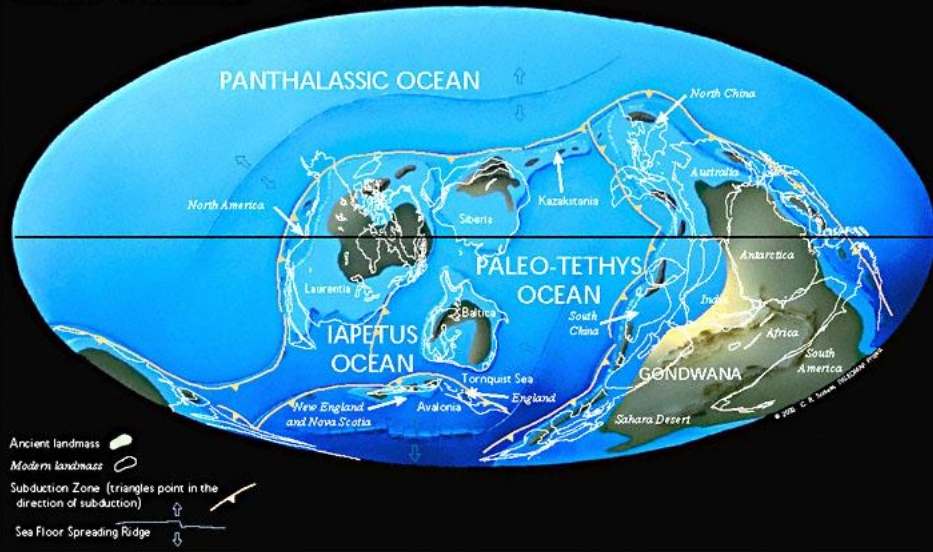 PANTHALASSIC OCEAN
North China
Australia
North America
Kazakstania
Siberia
Antarctica
PALEO-TETHYS
OCEAN
Laurentia
India
South
China
Baltica
Africa
IAPETUS
OCEAN
South
America
GONDWANA
Tornquist Sea
England
New England
and Nova Scotia
Avalonia
Sahara Desert
PALEOMAP Project
Ancient landmass
Modern landmass
Subduction Zone (triangles point in the
direction of subduction)
Sea Floor Spreading Ridge